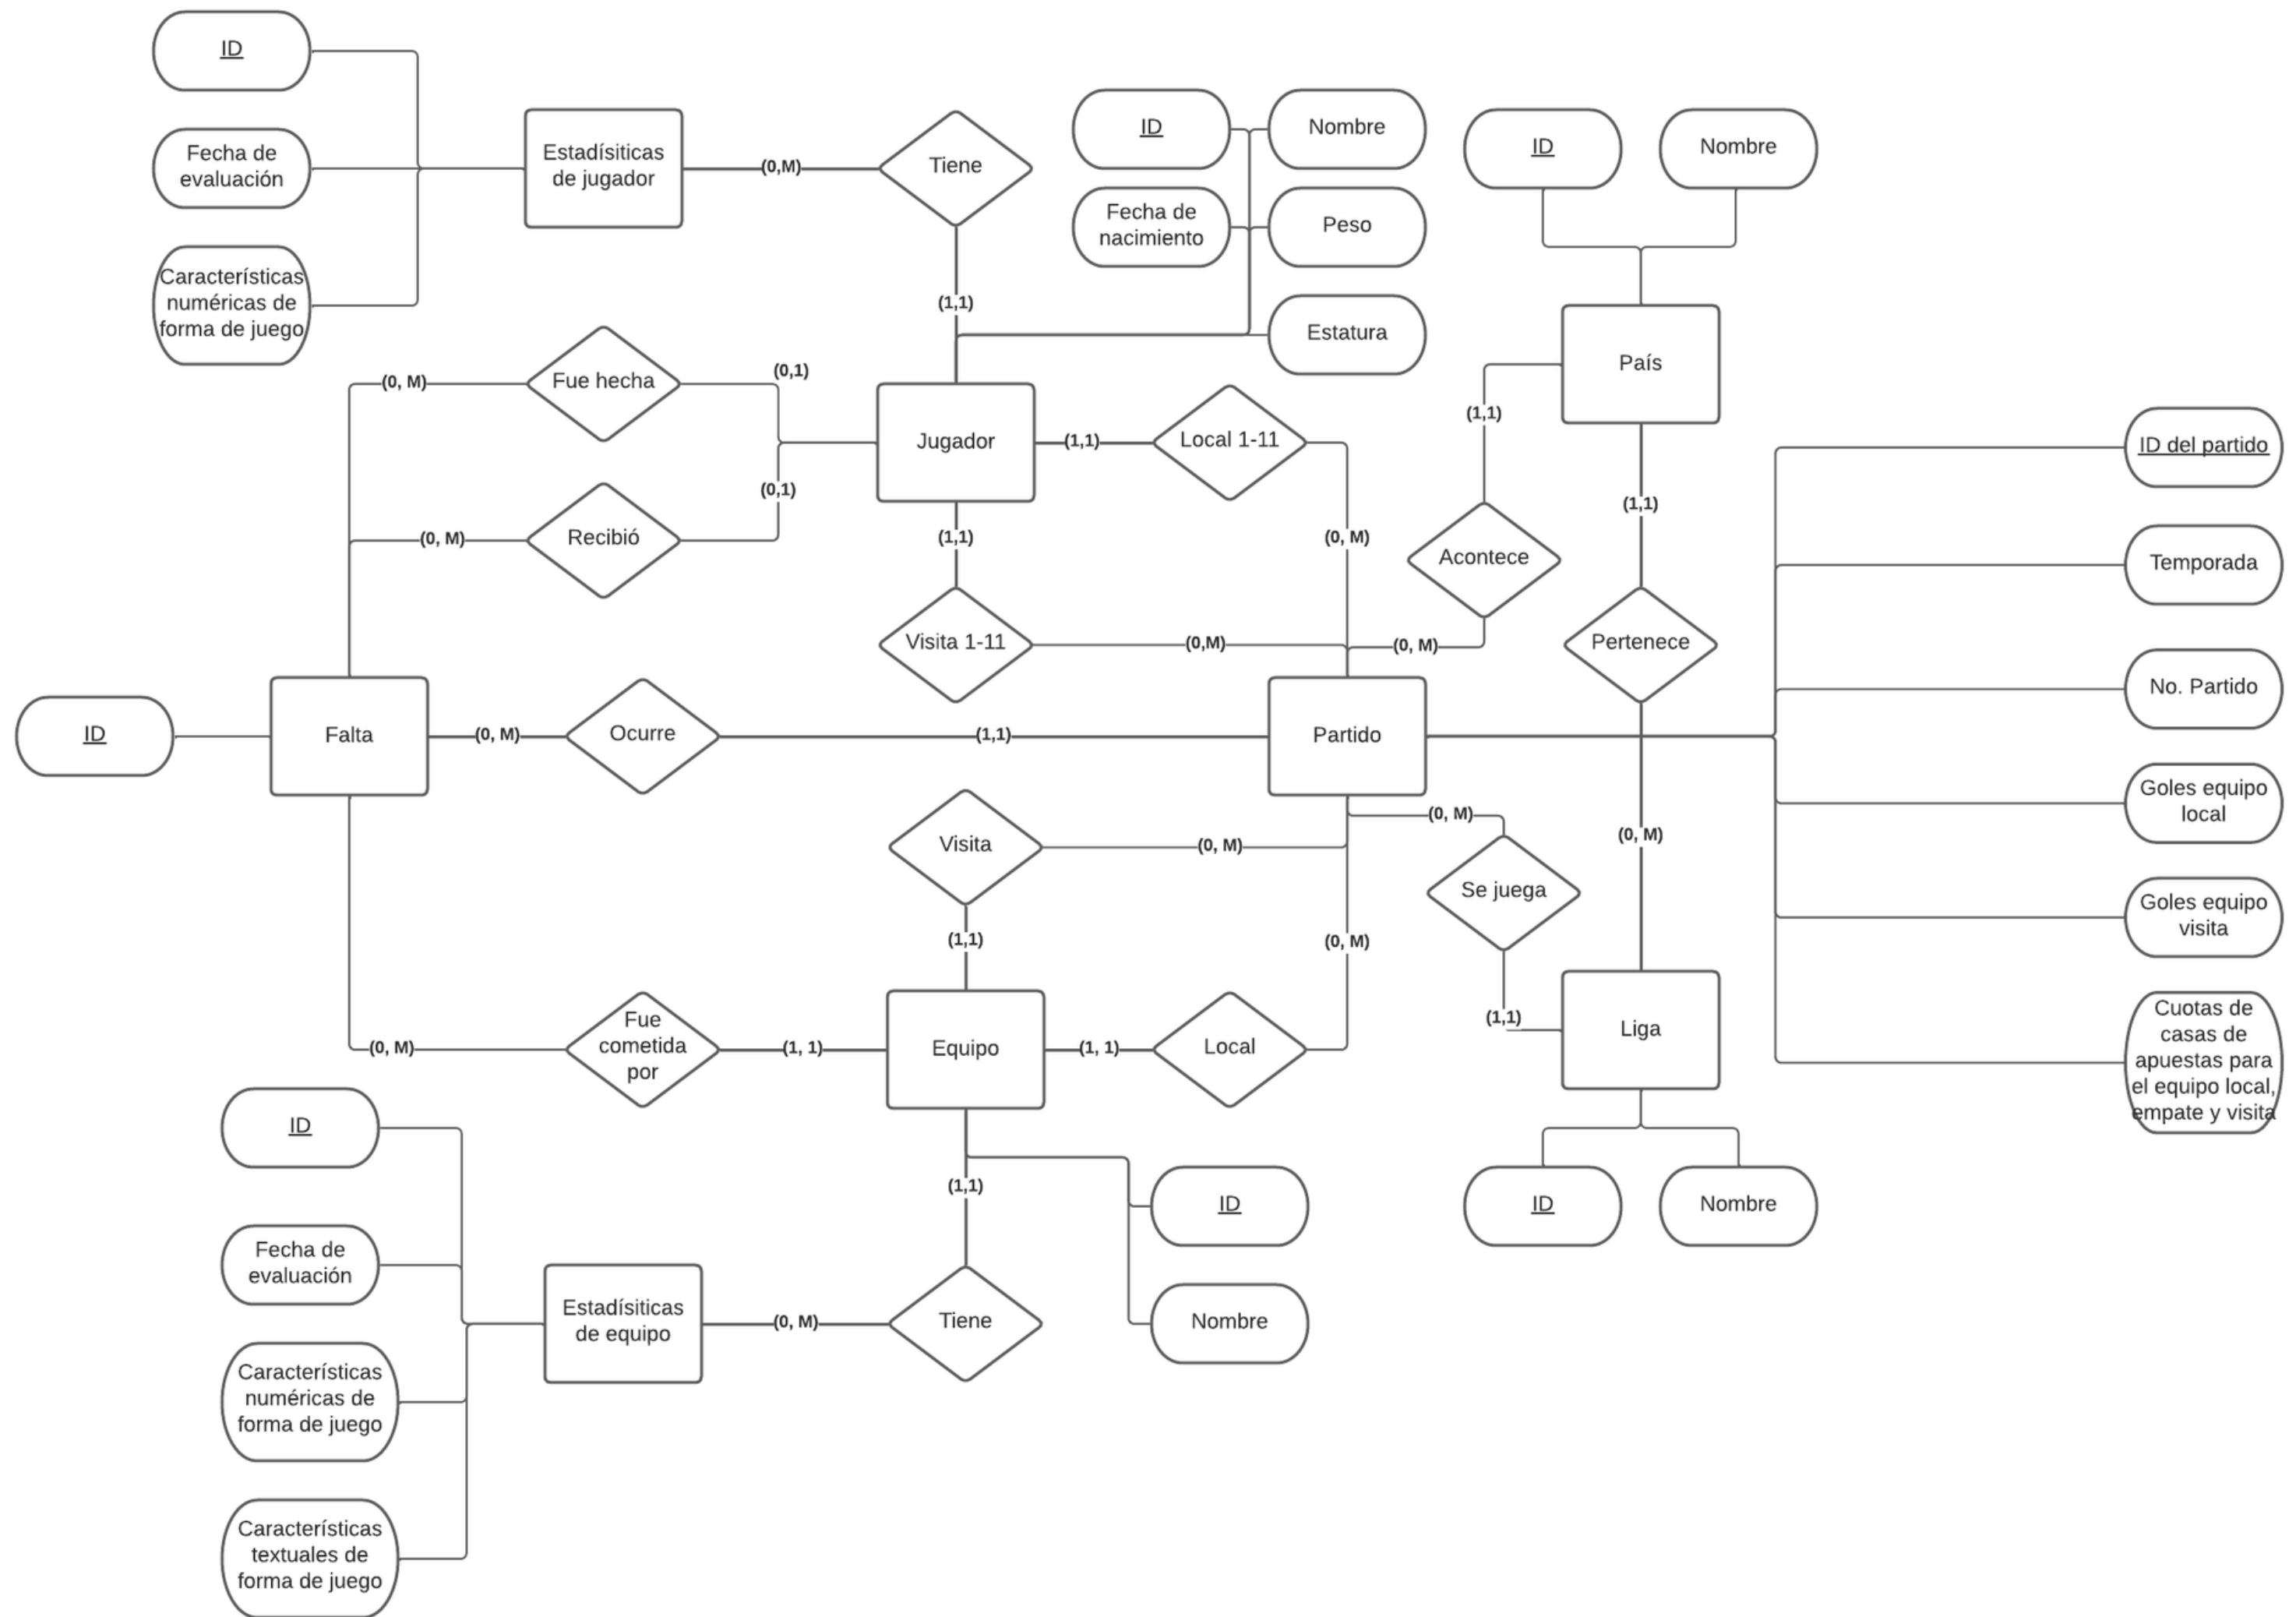 ID
Fecha de
evaluación
Características
numéricas de
forma de juego
Estadísiticas
de jugador
(0,M)
Tiene
(1,1)
ID
Nombre
Fecha de
nacimiento
Peso
Estatura
ID
Nombre
País
(1,1)
Acontece
(0, M)
(1,1)
Pertenece
(0, M)
(0, M)
Fue hecha
(0,1)
(0, M)
Recibió
(0,1)
Jugador
(1,1)
Local 1-11
(0, M)
(1,1)
Visita 1-11
(0,M)
ID
Falta
(0, M)
Ocurre
(1,1)
Partido
ID del partido
Temporada
No. Partido
Goles equipo
local
Goles equipo
visita
Cuotas de
casas de
apuestas para
el equipo local,
empate y visita
Visita
(0, M)
(1,1)
(0, M)
Se juega
(1,1)
Liga
ID
Nombre
(0, M)
Fue
cometida
por
(1, 1)
Equipo
(1, 1)
Local
(0, M)
(1,1)
ID
Nombre
ID
Fecha de
evaluación
Características
numéricas de
forma de juego
Características
textuales de
forma de juego
Estadísiticas
de equipo
(0, M)
Tiene